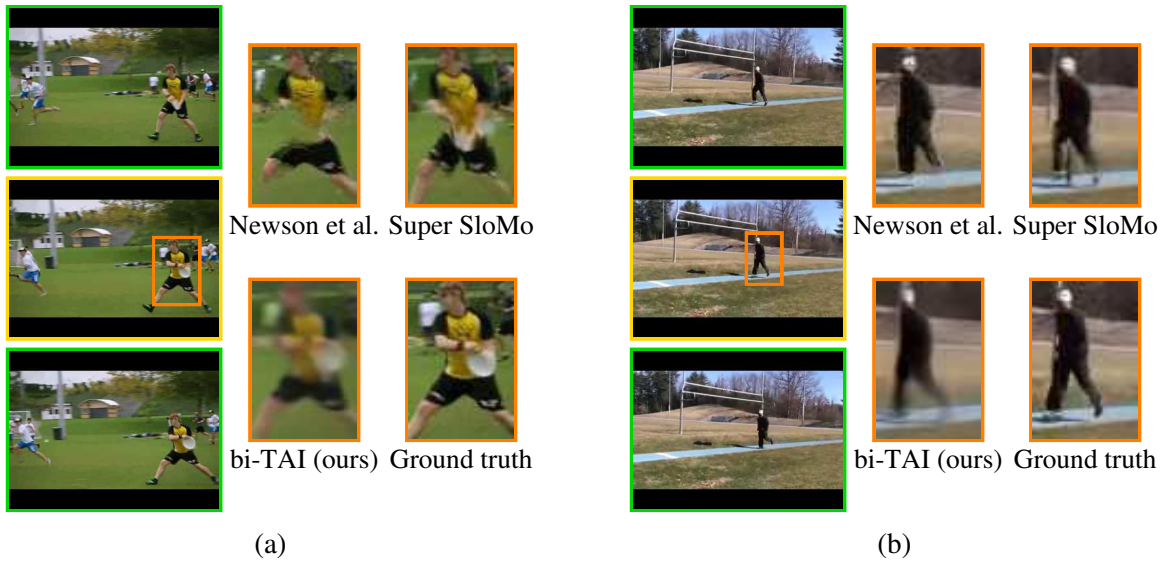 Newson et al. Super SloMo
bi-TAI (ours) Ground truth
(a)
Newson et al. Super SloMo
bi-TAI (ours) Ground truth
(b)